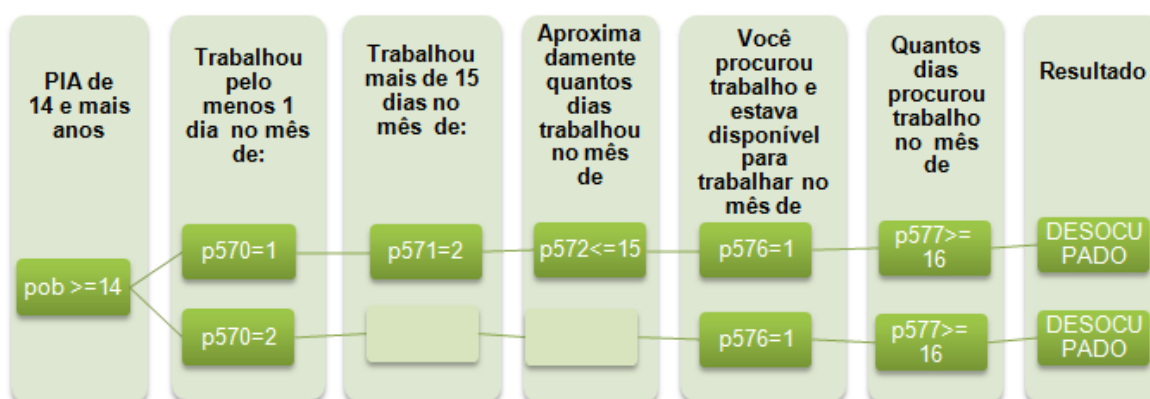 PIA de
14 e mais
anos
Trabalhou
pelo
menos 1
dia no mês
de:
Trabalhou
mais de 15
dias no
mês de:
Aproxima
damente
quantos
dias
trabalhou
no mês
de
Você
procurou
trabalho e
estava
disponível
para
trabalhar no
mês de
Quantos
dias
procurou
trabalho
no mês
de
Resultado
pob >=14
p570=1
p571=2
p572<=15
p576=1
p577>=
16
DESOCU
PADO
p570=2
p576=1
p577>=
16
DESOCU
PADO